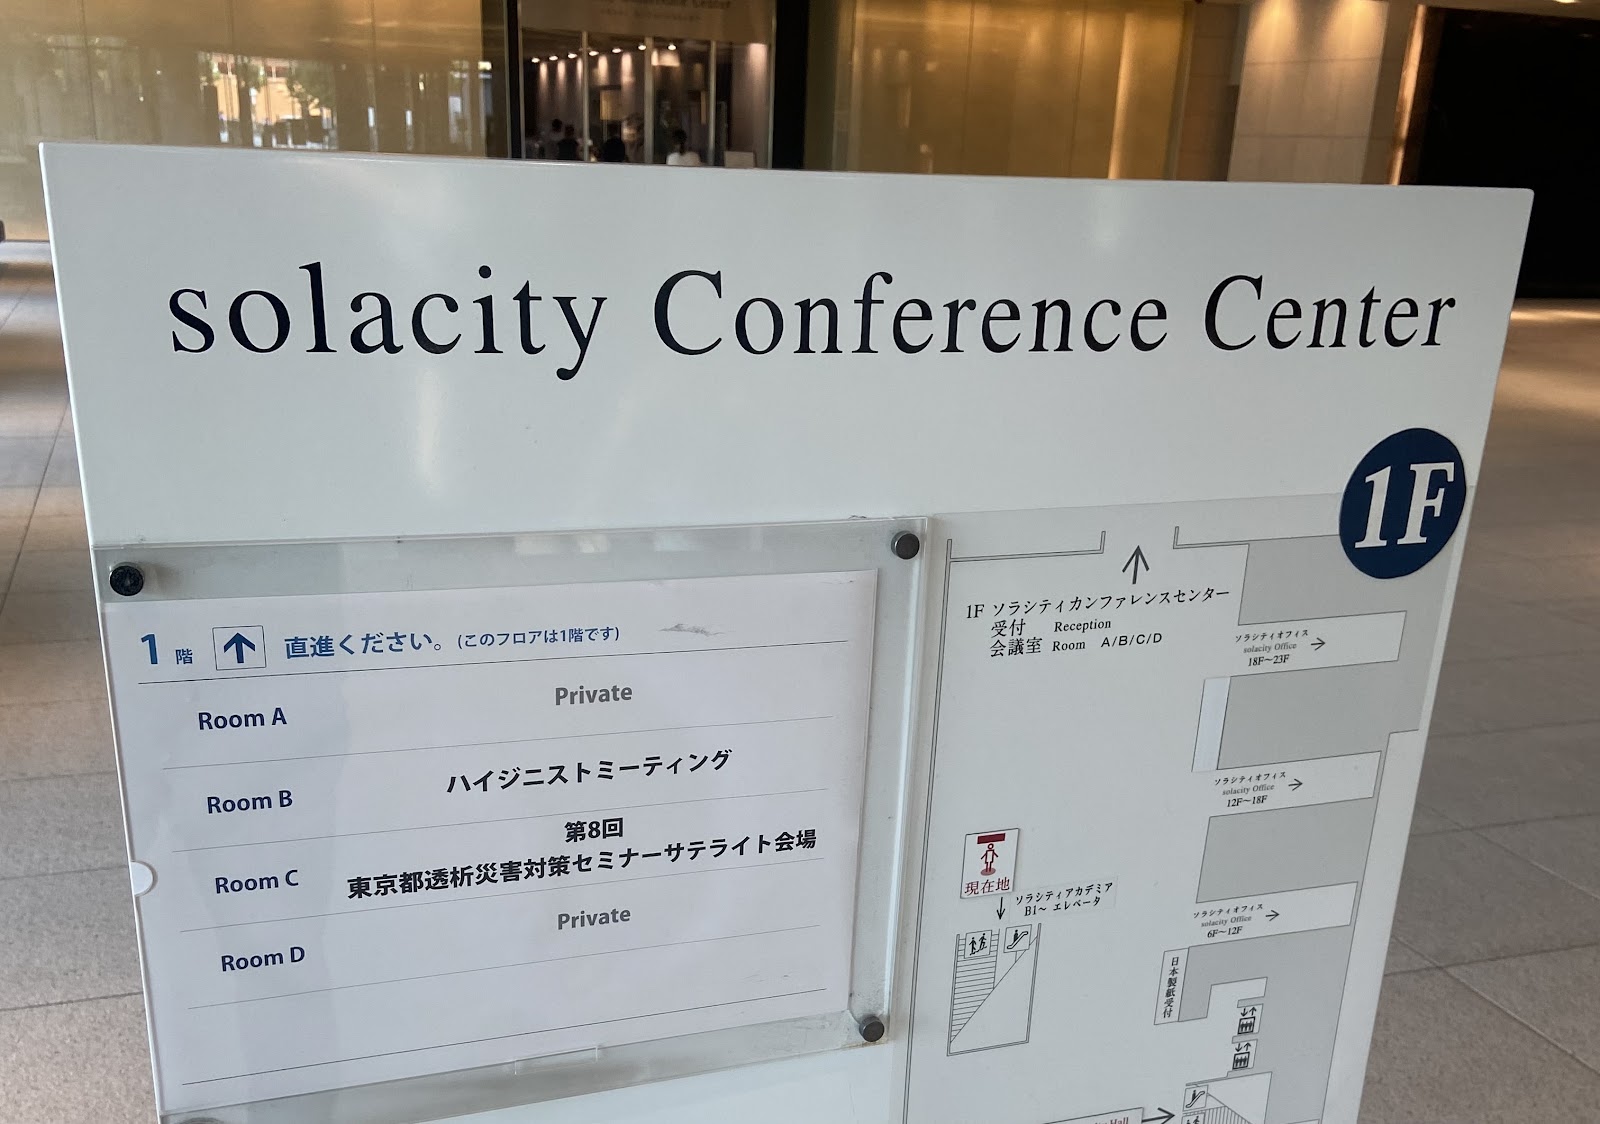 solacity Conference Center
1F
1階 ↑ 直進ください。(このフロアは1階です)
Room A Private
Room B ハイジニストミーティング
Room C 第8回
東京都透析災害対策セミナーサテライト会場
Room D Private
1F ソラシティカンファレンスセンター
受付 Reception
会議室 Room A/B/C/D
ソラシティオフィス
solacity Office
18F〜23F
ソラシティオフィス
solacity Office
12F〜18F
現在地
ソラシティアカデミア
B1〜 エレベータ
ソラシティオフィス
solacity Office
6F〜12F
日本製紙受付
Hall